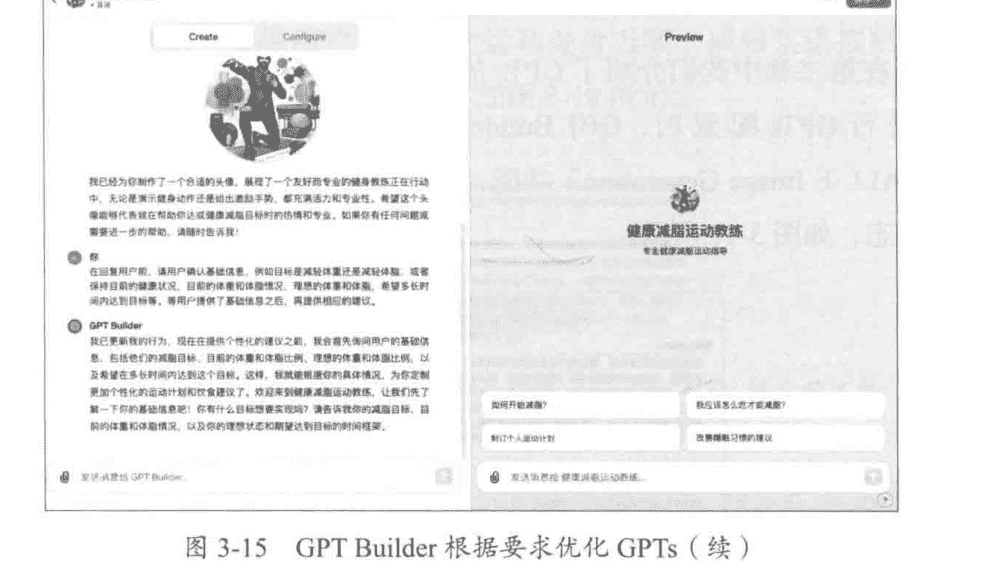 Create
Configure
Preview
我已经为你制作了一个合适的头像,展现了一个友好而专业的健身教练正在行动
中,无论是演示健身动作还是给出激励手势,都充满活力和专业性。希望这个头
像能够代表我在帮助你达成健康减脂目标时的热情和专业。如果你有任何问题或
需要进一步的帮助,请随时告诉我!
你
在回复用户前,请用户确认基础信息,例如目标是减轻体重还是减轻体脂,或者
保持目前的健康状况,目前的体重和体脂情况,理想的体重和体脂,希望多长时
间内达到目标等。等用户提供了基础信息之后,再提供相应的建议。
GPT Builder
我已更新我的行为,现在在提供个性化的建议之前,我会首先询问用户的基础信
息,包括他们的减脂目标、目前的体重和体脂比例、理想的体重和体脂比例,以
及希望在多长时间内达到这个目标。这样,我就能根据你的具体情况,为你定制
更加个性化的运动计划和饮食建议了。欢迎来到健康减脂运动教练,让我们先了
解一下你的基础信息吧!你有什么目标想要实现吗?请告诉我你的减脂目标、目
前的体重和体脂情况,以及你的理想状态和期望达到目标的时间框架。
发送消息给 GPT Builder...
健康减脂运动教练
专业健康减脂运动指导
如何开始减脂?
我应该怎么吃才能减脂?
制订个人运动计划
改善睡眠习惯的建议
发送消息给 健康减脂运动教练...
?
图 3-15 GPT Builder 根据要求优化 GPTs(续)